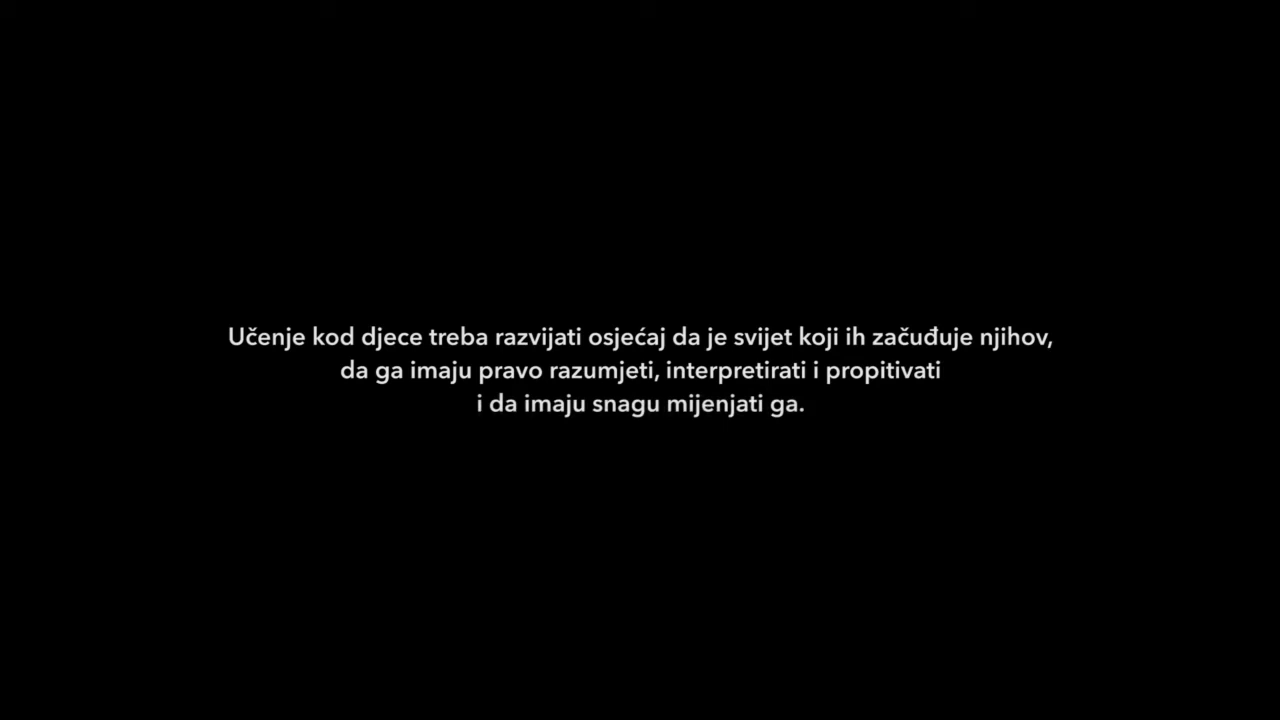 Učenje kod djece treba razvijati osjećaj da je svijet koji ih začuđuje njihov,
da ga imaju pravo razumjeti, interpretirati i propitivati
i da imaju snagu mijenjati ga.